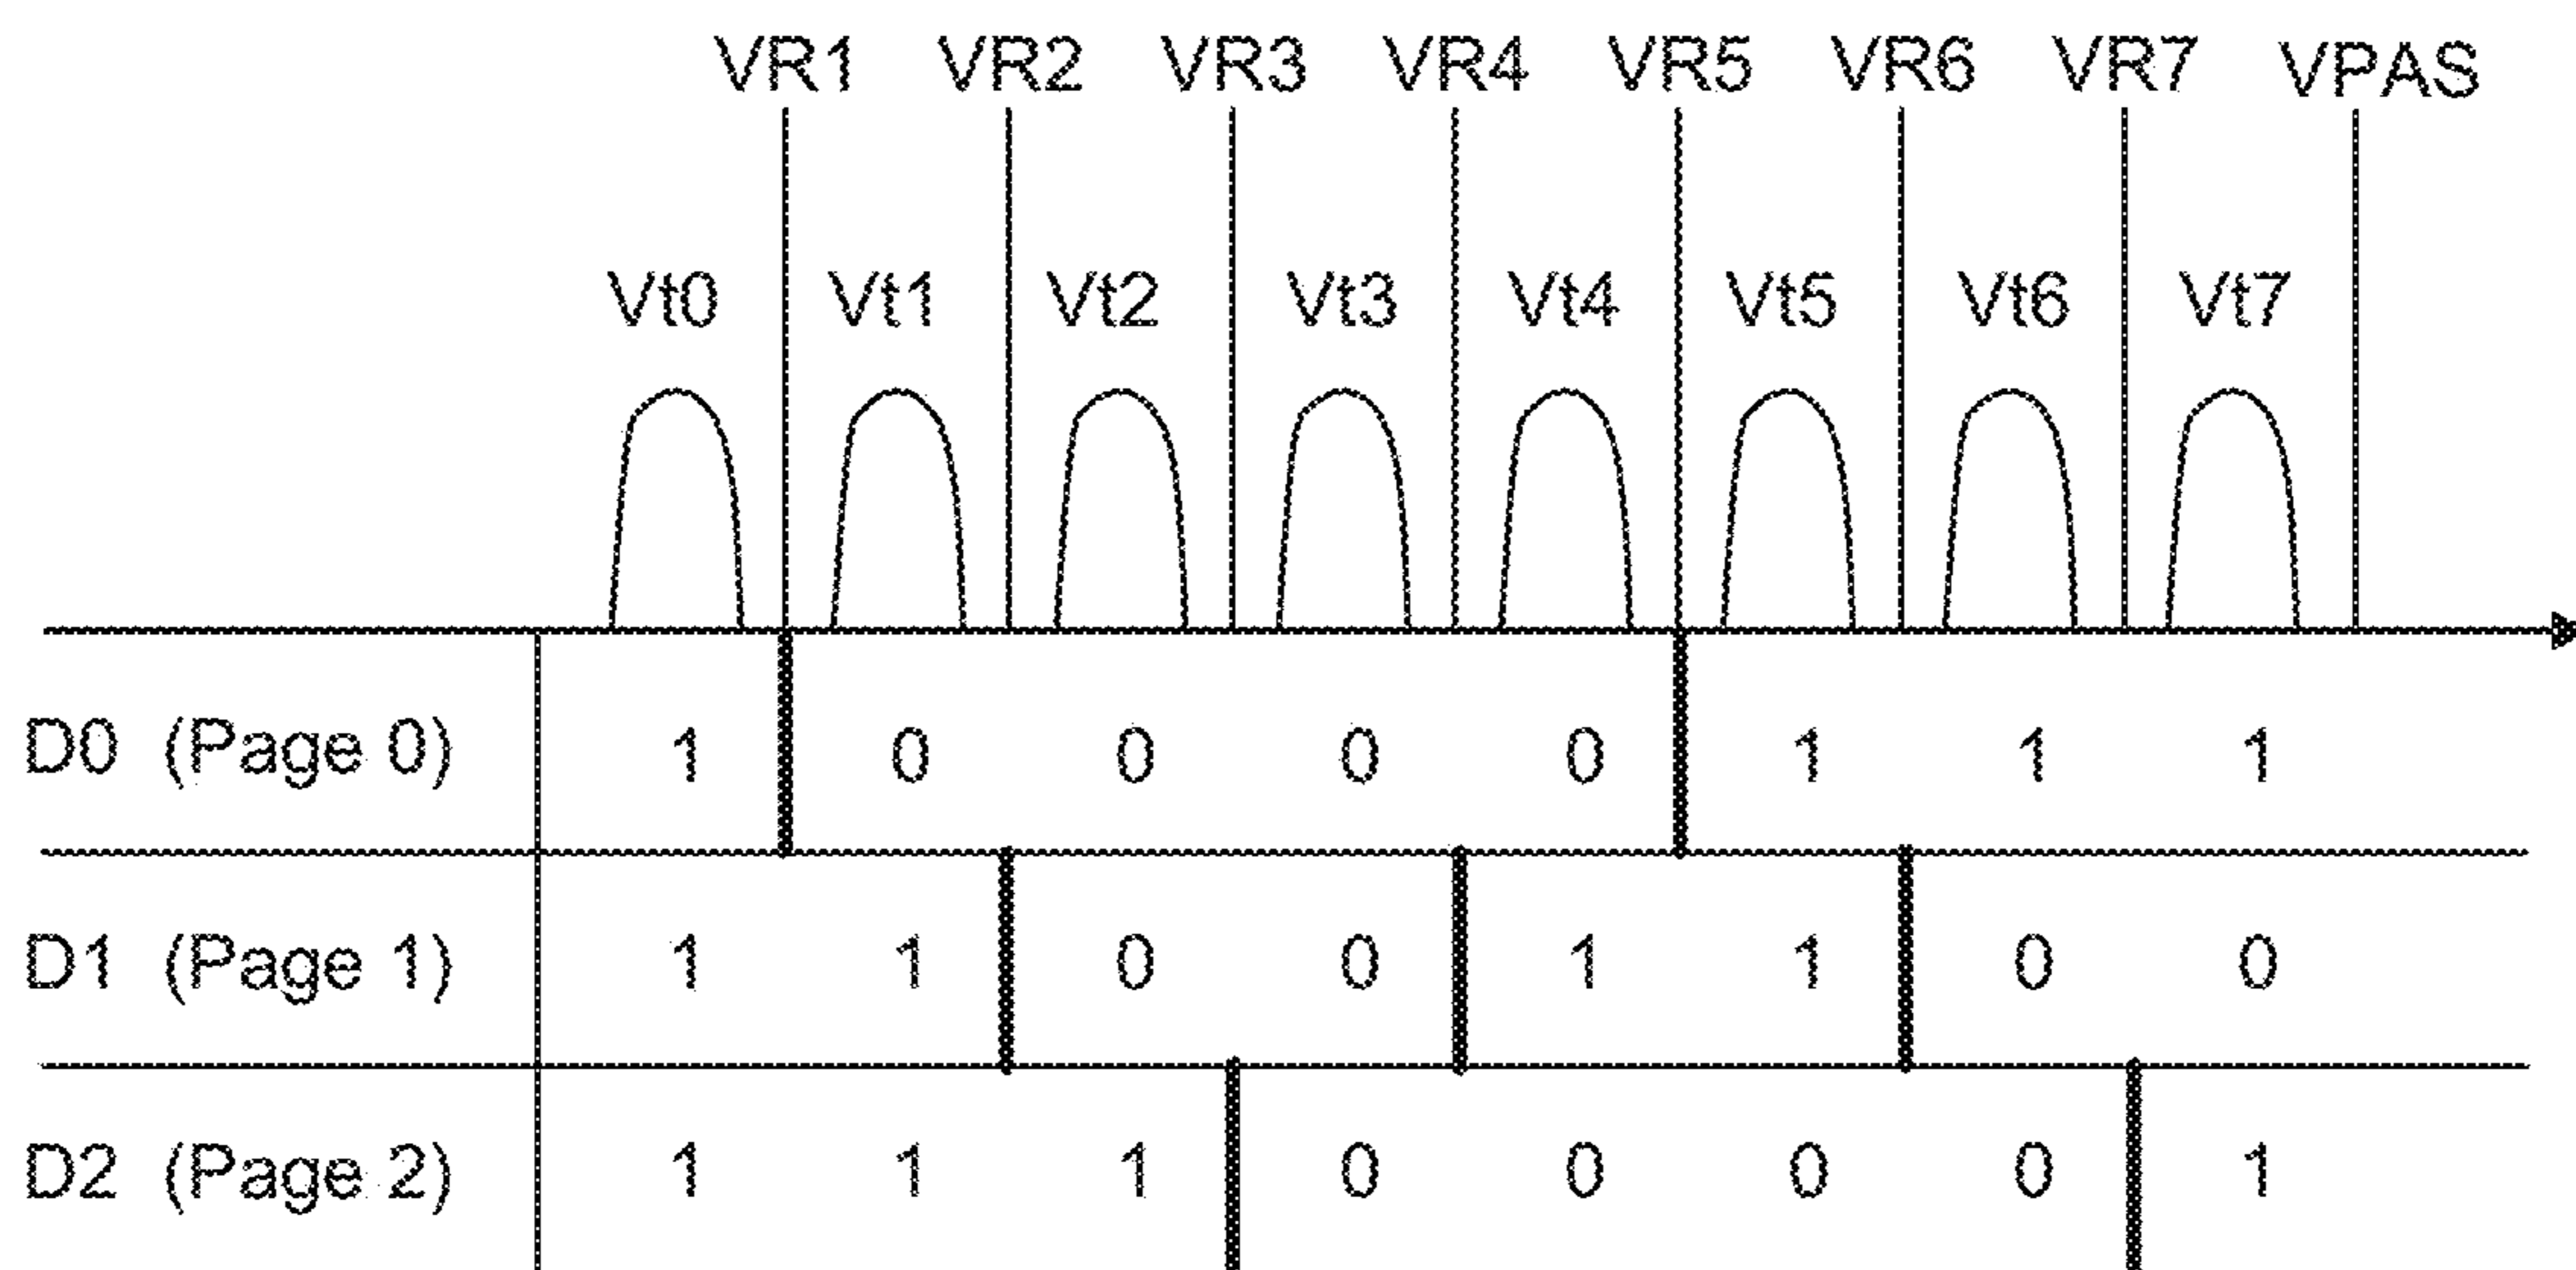 VR1 VR2 VR3 VR4 VR5 VR6 VR7 VPAS
Vt0 Vt1 Vt2 Vt3 Vt4 Vt5 Vt6 Vt7
D0 (Page 0) 1 0 0 0 0 1 1 1
D1 (Page 1) 1 1 0 0 1 1 0 0
D2 (Page 2) 1 1 1 0 0 0 0 1